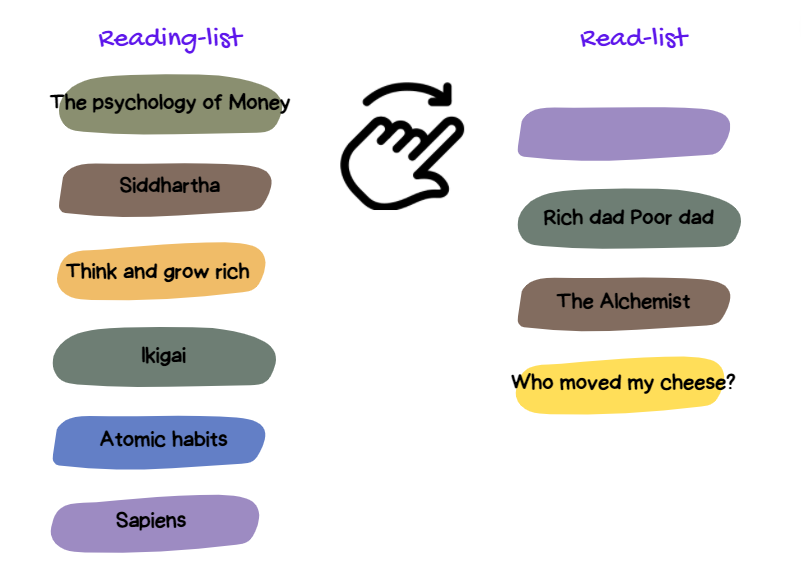 Reading-list
The psychology of Money
Siddhartha
Think and grow rich
Ikigai
Atomic habits
Sapiens
Read-list
Rich dad Poor dad
The Alchemist
Who moved my cheese?